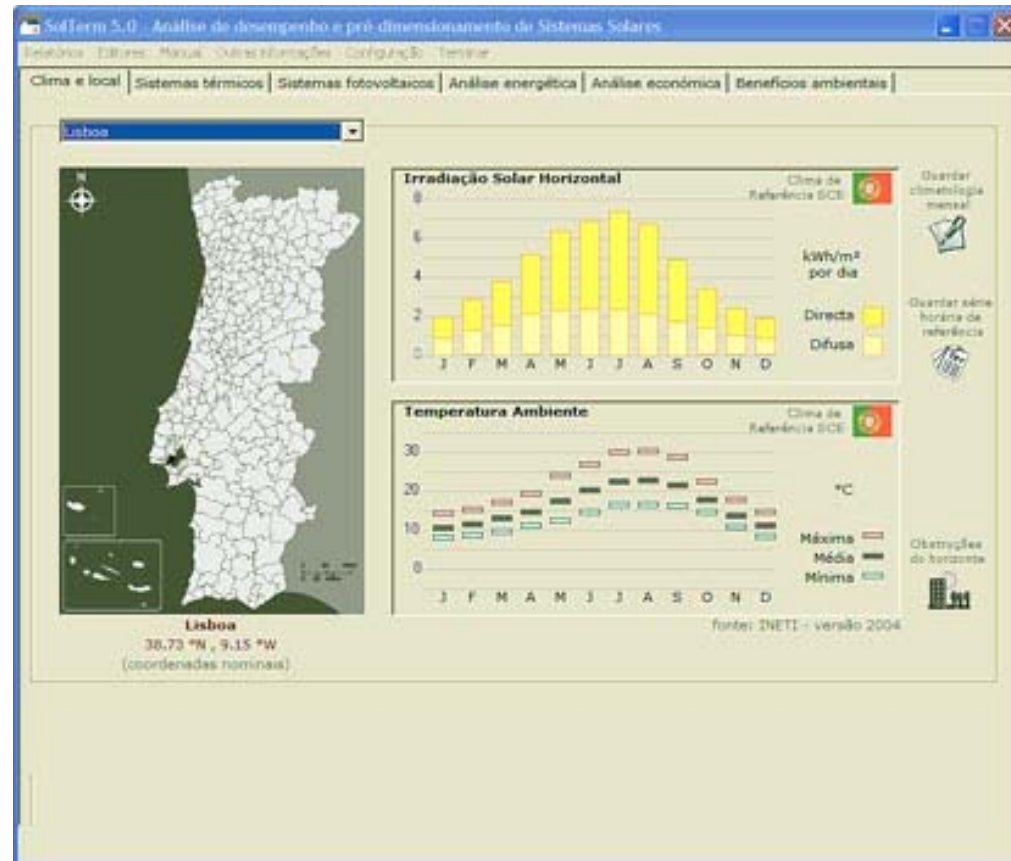 SolTerm 5.0 - Análise de desempenho e pré-dimensionamento de Sistemas Solares
Relatórios Editores Manual Outras informações Configuração Terminar
Clima e local Sistemas térmicos Sistemas fotovoltaicos Análise energética Análise económica Benefícios ambientais
Lisboa
N
Irradiação Solar Horizontal
Clima de
Referência SCE
8
6
4
2
0
kWh/m²
por dia
Directa
Difusa
J F M A M J J A S O N D
Guardar
climatologia
mensal
Guardar série
horária de
referência
Temperatura Ambiente
Clima de
Referência SCE
30
20
10
0
°C
Máxima
Média
Mínima
J F M A M J J A S O N D
Obstruções
do horizonte
fonte: INETI - versão 2004
Lisboa
38.73 °N , 9.15 °W
(coordenadas nominais)